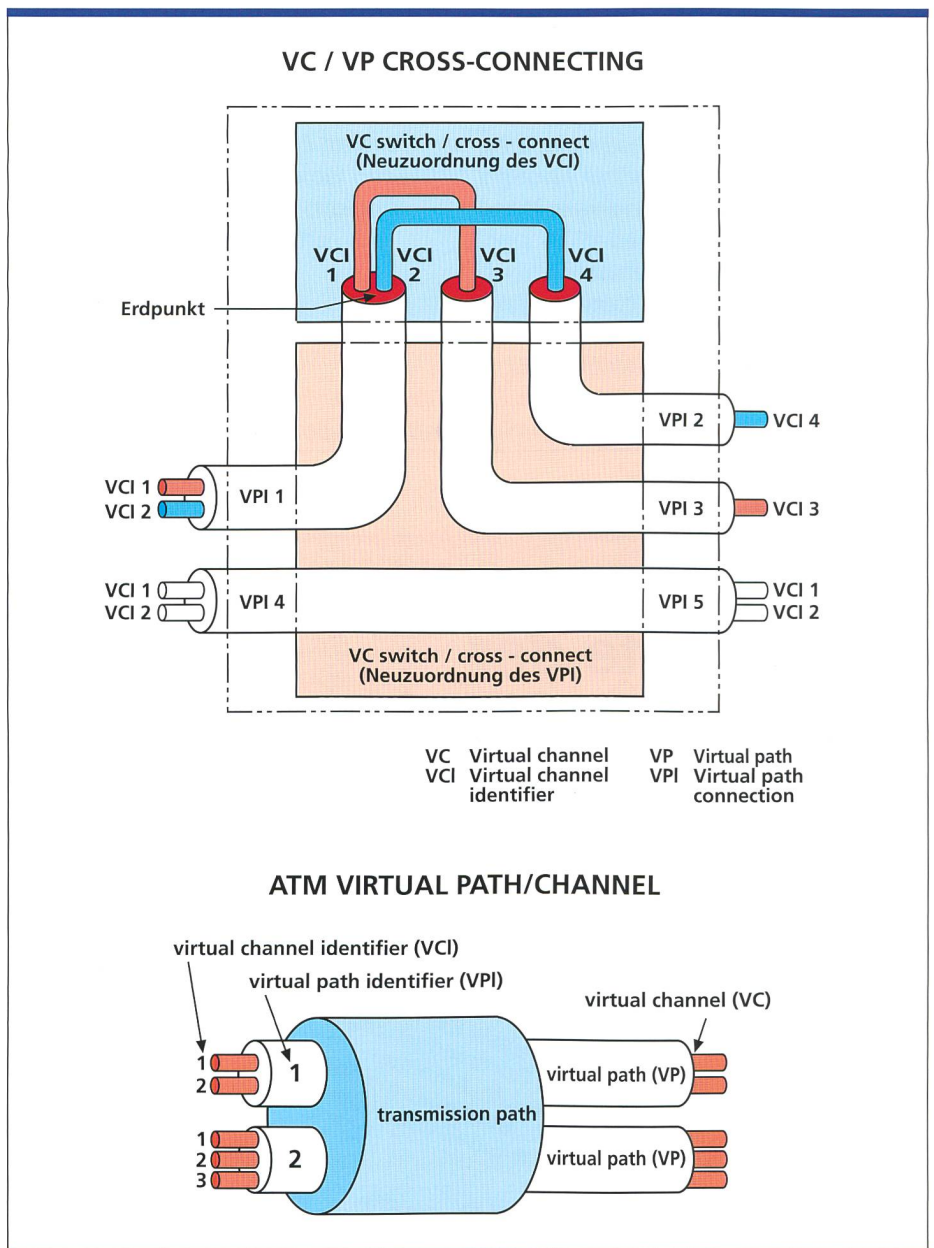 VC / VP CROSS-CONNECTING
VC switch / cross - connect
(Neuzuordnung des VCI)
VCI
1
VCI
2
VCI
3
VCI
4
Erdpunkt
VPI 2
VCI 4
VCI 1
VCI 2
VPI 1
VPI 3
VCI 3
VCI 1
VCI 2
VPI 4
VPI 5
VCI 1
VCI 2
VC switch / cross - connect
(Neuzuordnung des VPI)
VC Virtual channel
VCI Virtual channel
identifier
VP Virtual path
VPI Virtual path
connection
ATM VIRTUAL PATH/CHANNEL
virtual channel identifier (VCI)
virtual path identifier (VPI)
virtual channel (VC)
1
2
1
virtual path (VP)
transmission path
1
2
3
2
virtual path (VP)